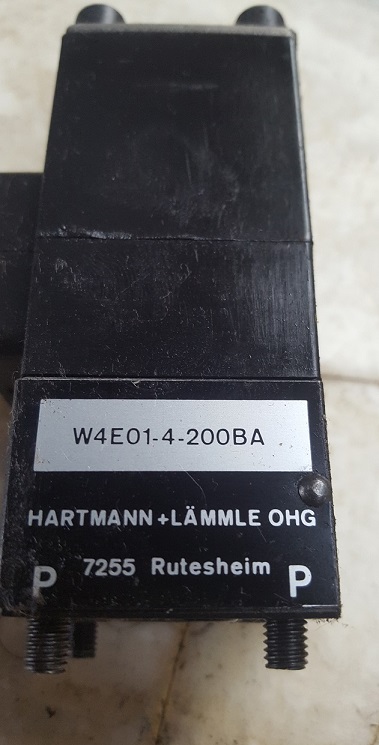 W4E01-4-200BA
HARTMANN+LÄMMLE OHG
7255 Rutesheim
P P